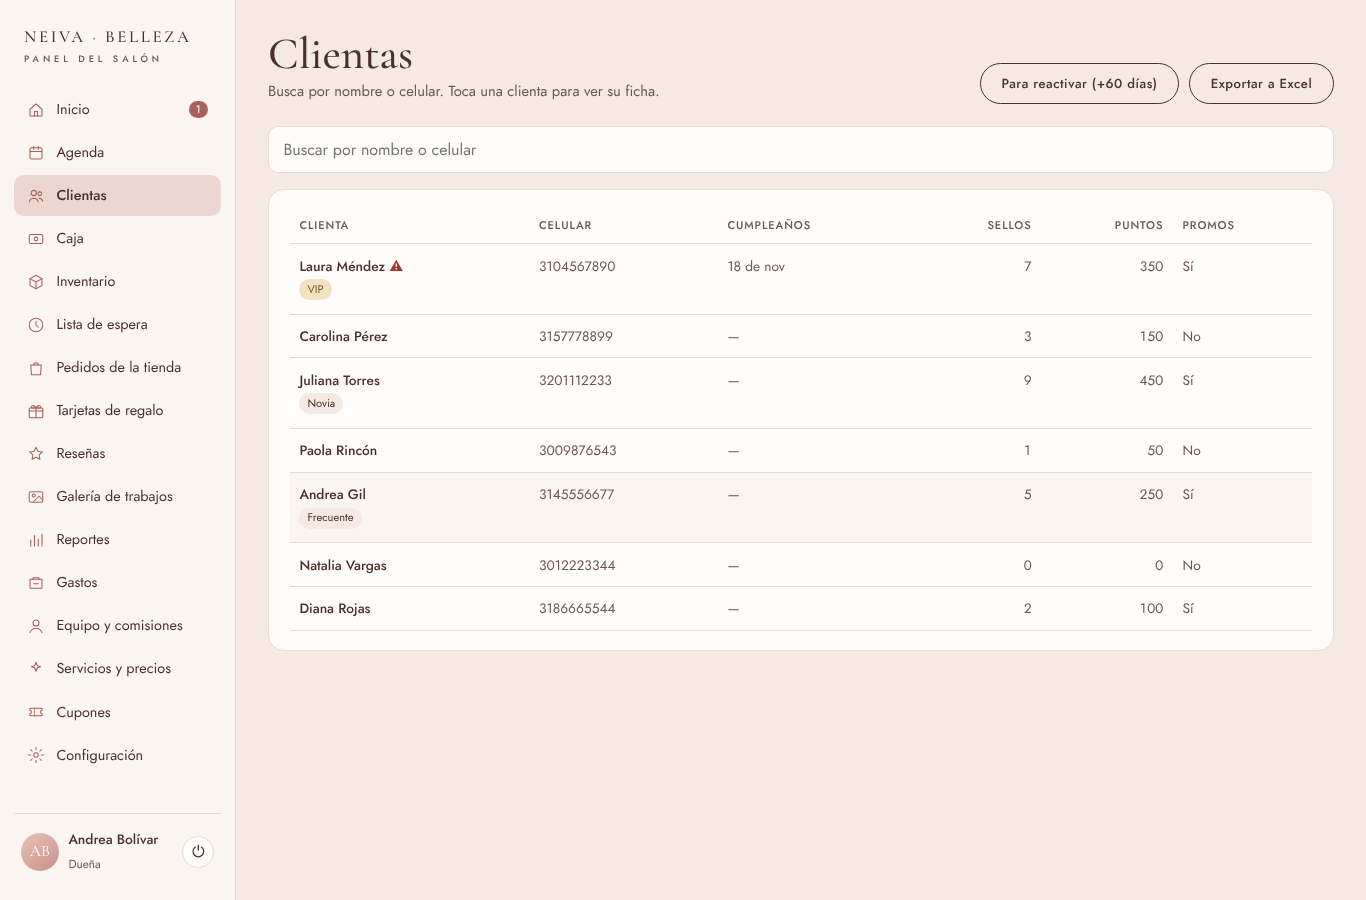 NEIVA · BELLEZA
PANEL DEL SALÓN
Inicio 1
Agenda
Clientas
Caja
Inventario
Lista de espera
Pedidos de la tienda
Tarjetas de regalo
Reseñas
Galería de trabajos
Reportes
Gastos
Equipo y comisiones
Servicios y precios
Cupones
Configuración
AB Andrea Bolívar
Dueña
Clientas
Busca por nombre o celular. Toca una clienta para ver su ficha.
Para reactivar (+60 días) Exportar a Excel
Buscar por nombre o celular
CLIENTA CELULAR CUMPLEAÑOS SELLOS PUNTOS PROMOS
Laura Méndez 3104567890 18 de nov 7 350 Sí
VIP
Carolina Pérez 3157778899 — 3 150 No
Juliana Torres 3201112233 — 9 450 Sí
Novia
Paola Rincón 3009876543 — 1 50 No
Andrea Gil 3145556677 — 5 250 Sí
Frecuente
Natalia Vargas 3012223344 — 0 0 No
Diana Rojas 3186665544 — 2 100 Sí